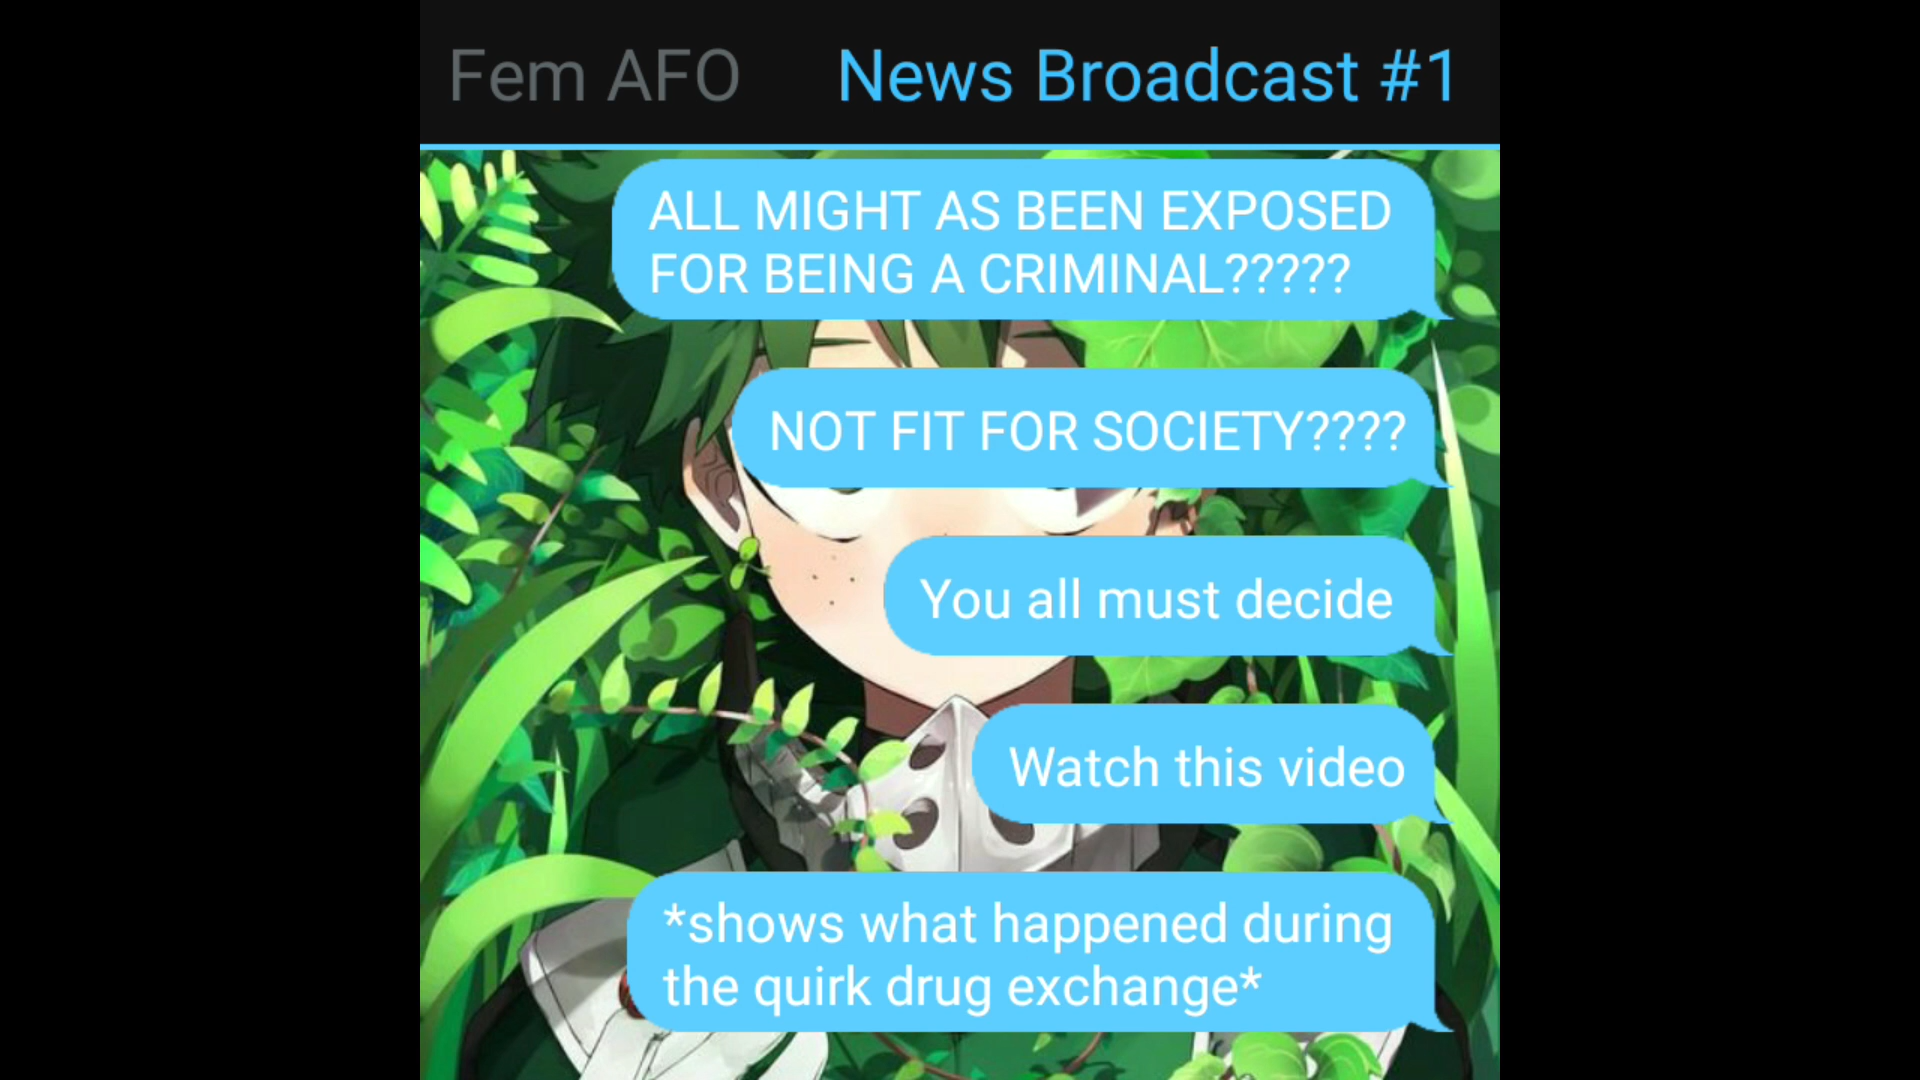 Fem AFO News Broadcast #1
ALL MIGHT AS BEEN EXPOSED
FOR BEING A CRIMINAL?????
NOT FIT FOR SOCIETY????
You all must decide
Watch this video
*shows what happened during
the quirk drug exchange*